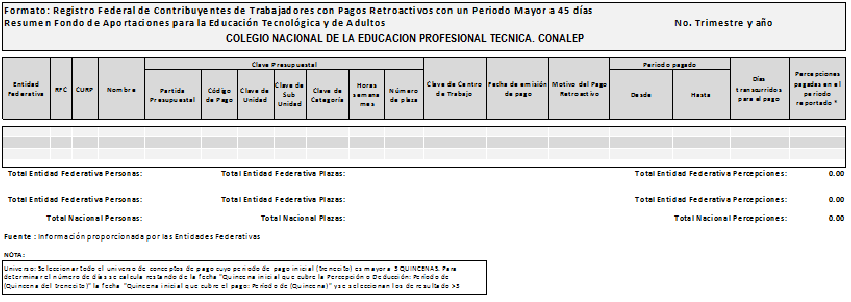 Formato: Registro Federal de Contribuyentes de Trabajadores con Pagos Retroactivos con un Periodo Mayor a 45 días
Resumen Fondo de Aportaciones para la Educación Tecnológica y de Adultos
No. Trimestre y año
COLEGIO NACIONAL DE LA EDUCACION PROFESIONAL TECNICA. CONALEP
Clave Presupuestal
Periodo pagado
Entidad Federativa
RFC
CURP
Nombre
Partida Presupuestal
Código de Pago
Clave de Unidad
Clave de Sub Unidad
Clave de Categoría
Horas semana mes
Número de plaza
Clave de Centro de Trabajo
Fecha de emisión de pago
Motivo del Pago Retroactivo
Desde
Hasta
Días transcurridos para el pago
Percepciones pagadas en el periodo reportado *
Total Entidad Federativa Personas: Total Entidad Federativa Plazas: Total Entidad Federativa Percepciones: 0.00
Total Entidad Federativa Personas: Total Entidad Federativa Plazas: Total Entidad Federativa Percepciones: 0.00
Total Nacional Personas: Total Nacional Plazas: Total Nacional Percepciones: 0.00
Fuente : Información proporcionada por las Entidades Federativas
NOTA:
Universo: Seleccionar todo el universo de conceptos de pago cuyo periodo de pago inicial (trenecito) es mayor a 3 QUINCENAS. Para
determinar el número de días se calcula restando de la fecha "Quincena inicial que cubre la Percepción o Deducción: Período de
(Quincena del trenecito)" la fecha "Quincena inicial que cubre el pago: Período de (Quincena)" y se seleccionan los de resultado >3